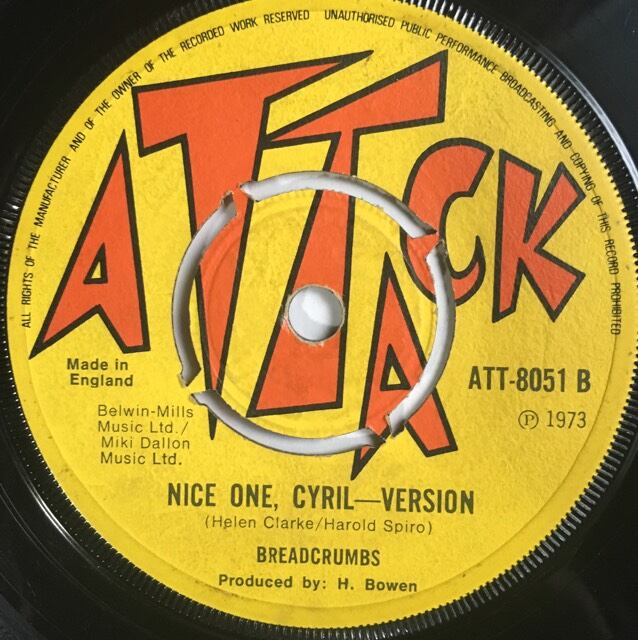 ALL RIGHTS OF THE MANUFACTURER AND OF THE OWNER OF THE RECORDED WORK RESERVED UNAUTHORISED PUBLIC PERFORMANCE BROADCASTING AND COPYING OF THIS RECORD PROHIBITED
ATTACK
Made in
England
ATT-8051 B
Ⓟ 1973
Belwin-Mills
Music Ltd./
Miki Dallon
Music Ltd.
NICE ONE, CYRIL—VERSION
(Helen Clarke/Harold Spiro)
BREADCRUMBS
Produced by: H. Bowen